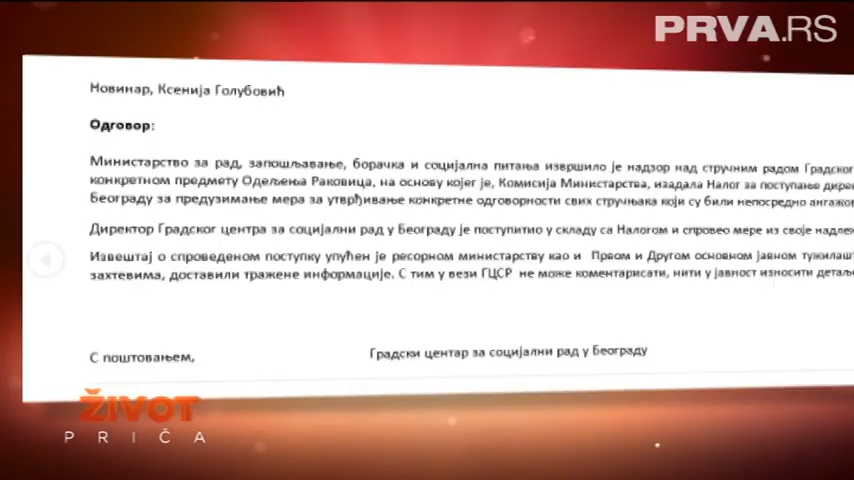 PRVA.RS
Новинар, Ксенија Голубовић
Одговор:
Министарство за рад, запошљавање, борачка и социјална питања извршило је надзор над стручним радом Градског
конкретном предмету Одељења Раковица, на основу којег је, Комисија Министарства, издала Налог за поступање
Београду за предузимање мера за утврђивање конкретне одговорности свих стручњака који су били непосредно
Директор Градског центра за социјални рад у Београду је поступитио у складу са Налогом и спровео мере из своје
Извештај о спроведеном поступку упућен је ресорном министарству као и Првом и Другом основном јавном
захтевима, доставили тражене информације. С тим у вези ГЦСР не може коментарисати, нити у јавност износити
С поштовањем,
Градски центар за социјални рад у Београду
ŽIVOT
PRIČA